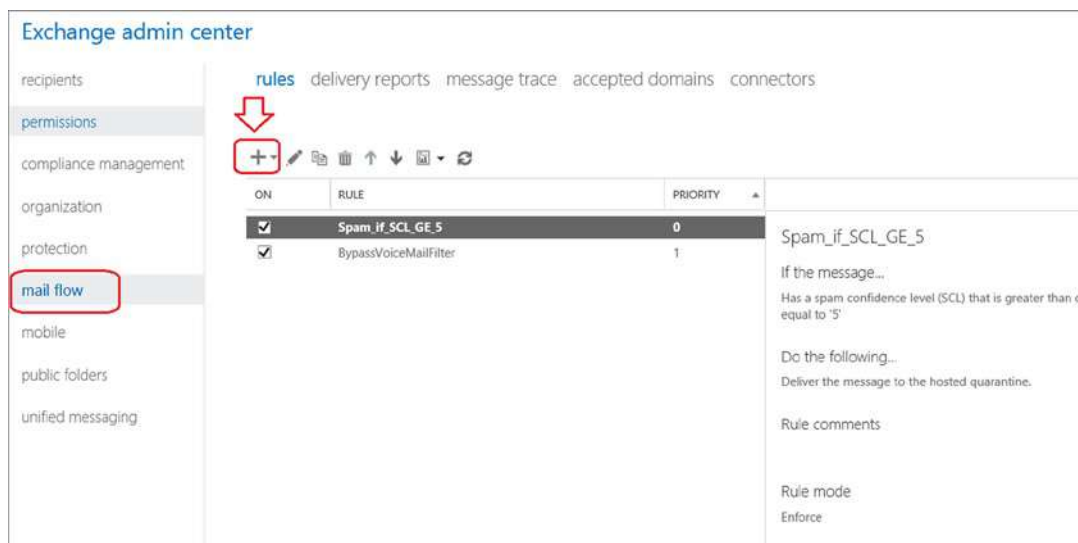 Exchange admin center
recipients
permissions
compliance management
organization
protection
mail flow
mobile
public folders
unified messaging
rules delivery reports message trace accepted domains connectors
ON RULE PRIORITY
Spam_if_SCL_GE_5 0
BypassVoiceMailFilter 1
Spam_if_SCL_GE_5
If the message...
Has a spam confidence level (SCL) that is greater than
equal to '5'
Do the following...
Deliver the message to the hosted quarantine.
Rule comments
Rule mode
Enforce